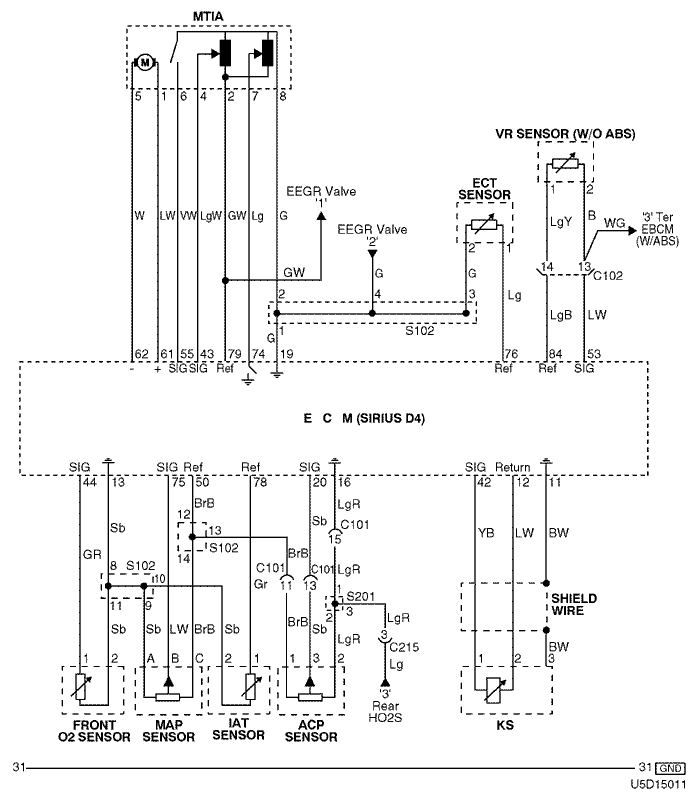 MTIA
M
5 1 6 4 2 7 8
VR SENSOR (W/O ABS)
1 2
ECT
SENSOR
2 1
EEGR Valve
'1'
EEGR Valve
'2'
W LW VW LgW GW Lg G
LgY B WG
'3' Ter
EBCM
(W/ABS)
GW
G
G
Lg
14 13
C102
2 4 3
1
G
S102
LgB LW
62 61 55 43 79 74 19 76 84 53
- + SIG SIG Ref Ref Ref SIG
E C M (SIRIUS D4)
SIG SIG Ref Ref SIG SIG Return
44 13 75 50 78 20 16 42 12 11
BrB
LgR
Sb
Sb
12
13
S102
14
C101
15
YB LW BW
GR
8 S102
10
11 9
BrB
C101 C101
11 13
Gr
LgR
1
S201
2 3
SHIELD
WIRE
LgR
3
C215
Lg
Sb Sb LW BrB Sb BrB Sb LgR
BW
1 2 A B C 2 1 1 3 2
1 2 3
'3'
Rear
HO2S
FRONT
O2 SENSOR
MAP
SENSOR
IAT
SENSOR
ACP
SENSOR
KS
31 31 GND
U5D15011